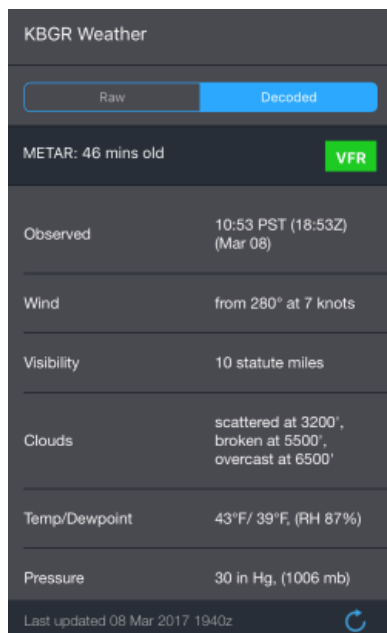 KBGR Weather
Raw Decoded
METAR: 46 mins old VFR
Observed 10:53 PST (18:53Z)
(Mar 08)
Wind from 280° at 7 knots
Visibility 10 statute miles
Clouds scattered at 3200',
broken at 5500',
overcast at 6500'
Temp/Dewpoint 43°F/ 39°F, (RH 87%)
Pressure 30 in Hg, (1006 mb)
Last updated 08 Mar 2017 1940z